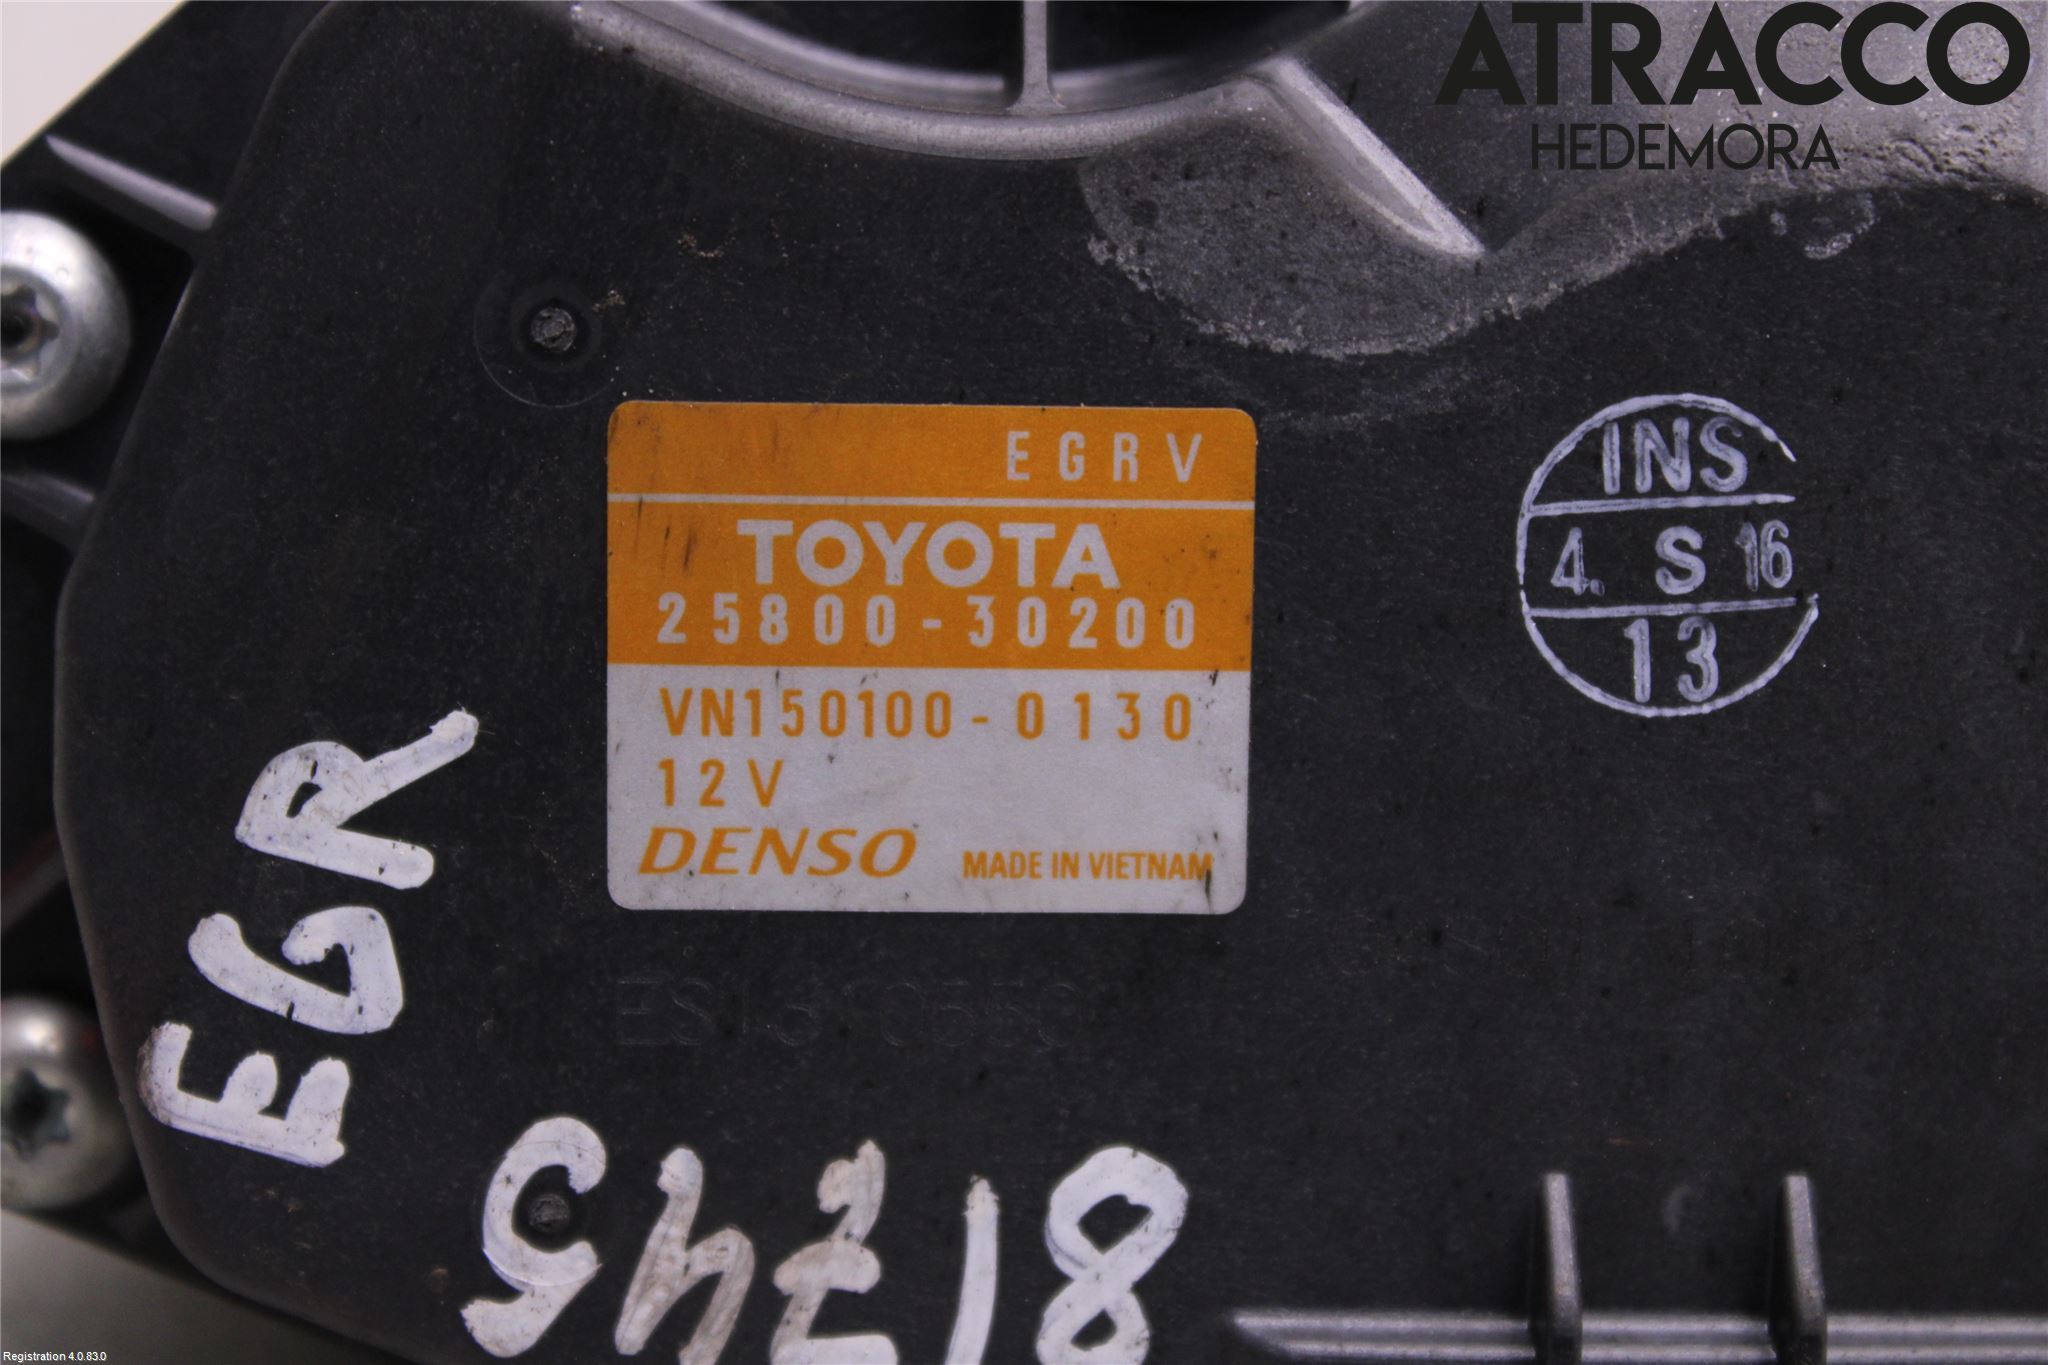 ATRACCO
HEDEMORA
EGRV
TOYOTA
25800-30200
VN150100-0130
12V
DENSO MADE IN VIETNAM
INS
4. S 16
13
EGR
Registration 4.0.83.0